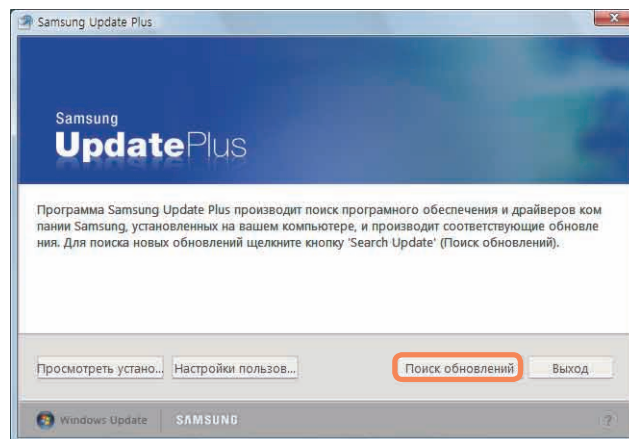 Samsung Update Plus
Samsung
UpdatePlus
Программа Samsung Update Plus производит поиск програмного обеспечения и драйверов ком
пании Samsung, установленных на вашем компьютере, и производит соответствующие обновле
ния. Для поиска новых обновлений щелкните кнопку 'Search Update' (Поиск обновлений).
Просмотреть устано... Настройки пользов... Поиск обновлений Выход
Windows Update SAMSUNG ?